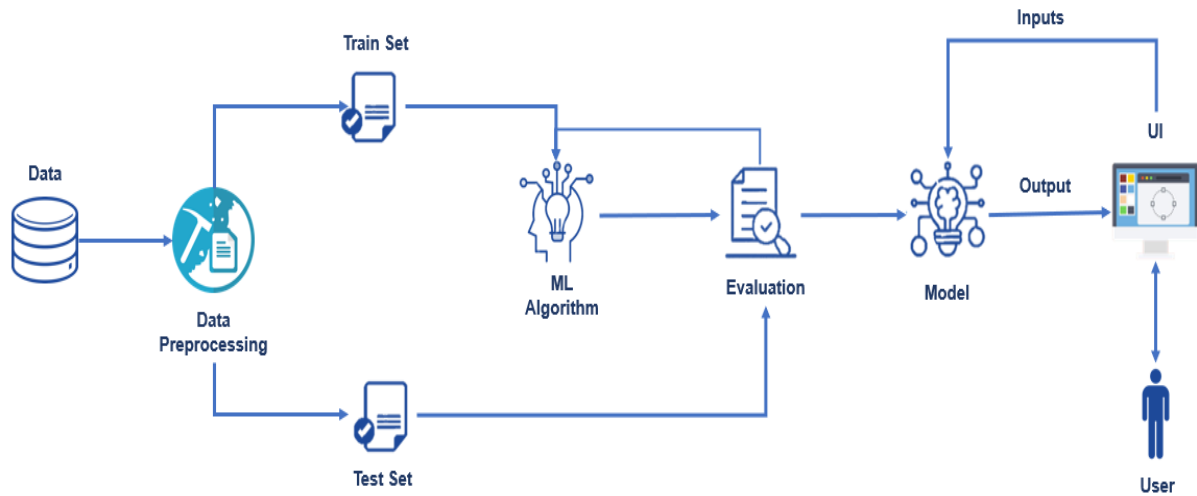 Inputs
Train Set
UI
Data
Output
ML
Algorithm
Evaluation
Model
Data
Preprocessing
Test Set
User